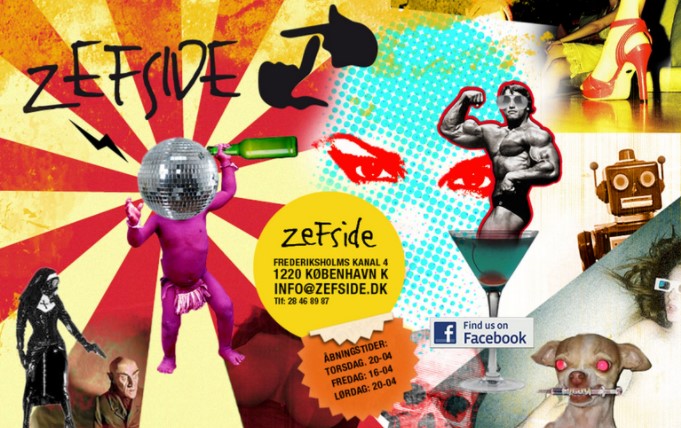 ZEFSIDE
zeFside
FREDERIKSHOLMS KANAL 4
1220 KØBENHAVN K
INFO@ZEFSIDE.DK
Tlf: 28 46 89 87
ÅBNINGSTIDER:
TORSDAG. 20-04
FREDAG: 16-04
LØRDAG: 20-04
f Find us on
Facebook